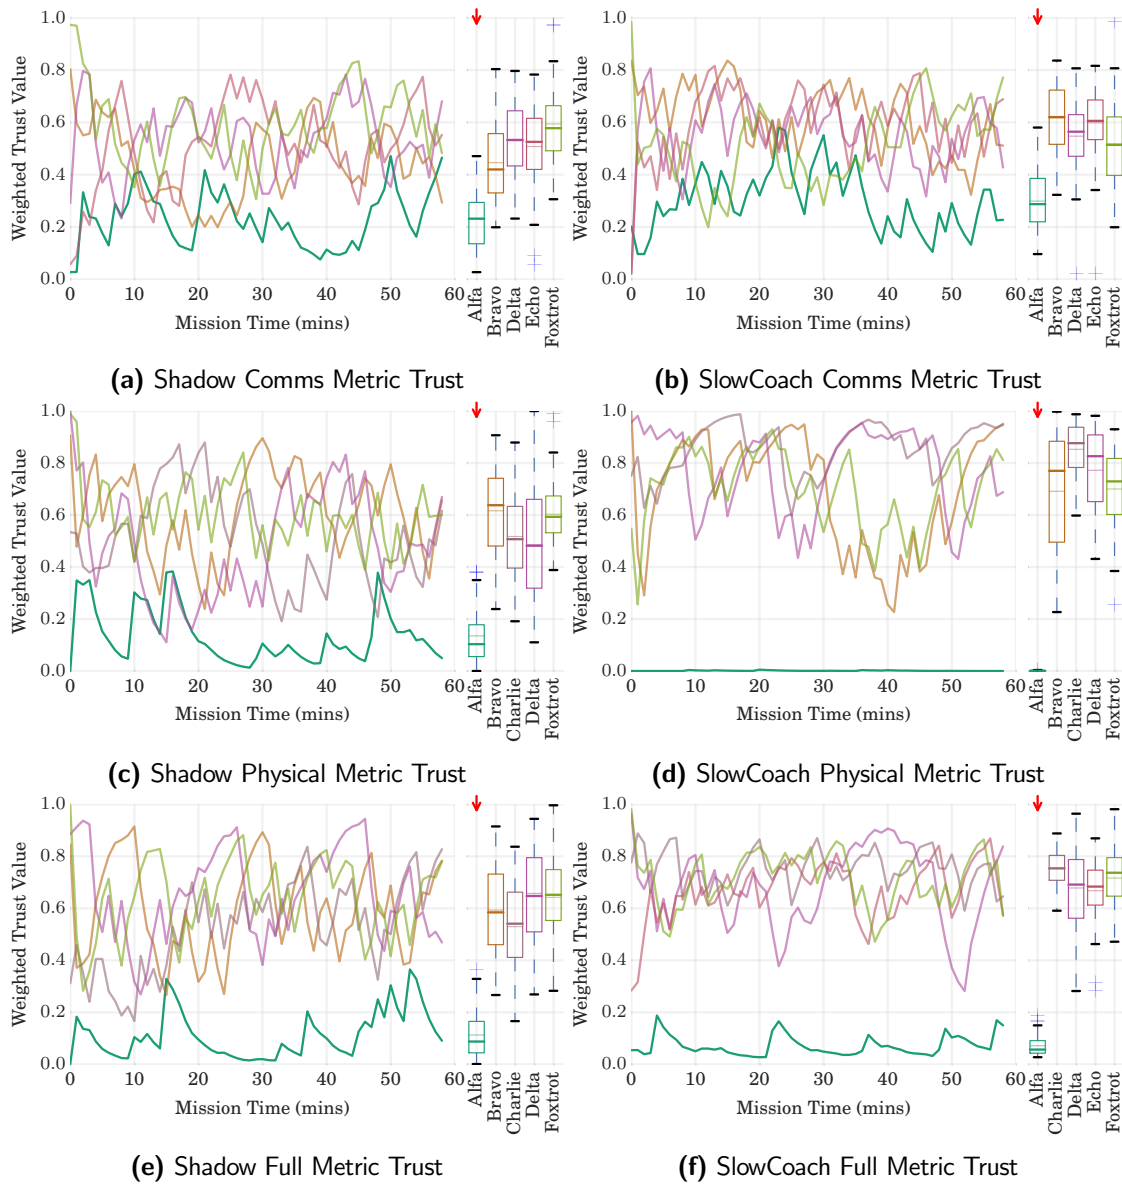 Weighted Trust Value
1.0
0.8
0.6
0.4
0.2
0.0
0 10 20 30 40 50 60
Mission Time (mins)
Alfa
Bravo
Delta
Echo
Foxtrot
(a) Shadow Comms Metric Trust
Weighted Trust Value
1.0
0.8
0.6
0.4
0.2
0.0
0 10 20 30 40 50 60
Mission Time (mins)
Alfa
Bravo
Delta
Echo
Foxtrot
(b) SlowCoach Comms Metric Trust
Weighted Trust Value
1.0
0.8
0.6
0.4
0.2
0.0
0 10 20 30 40 50 60
Mission Time (mins)
Alfa
Bravo
Charlie
Delta
Foxtrot
(c) Shadow Physical Metric Trust
Weighted Trust Value
1.0
0.8
0.6
0.4
0.2
0.0
0 10 20 30 40 50 60
Mission Time (mins)
Alfa
Bravo
Charlie
Delta
Foxtrot
(d) SlowCoach Physical Metric Trust
Weighted Trust Value
1.0
0.8
0.6
0.4
0.2
0.0
0 10 20 30 40 50 60
Mission Time (mins)
Alfa
Bravo
Charlie
Delta
Foxtrot
(e) Shadow Full Metric Trust
Weighted Trust Value
1.0
0.8
0.6
0.4
0.2
0.0
0 10 20 30 40 50 60
Mission Time (mins)
Alfa
Charlie
Delta
Echo
Foxtrot
(f) SlowCoach Full Metric Trust